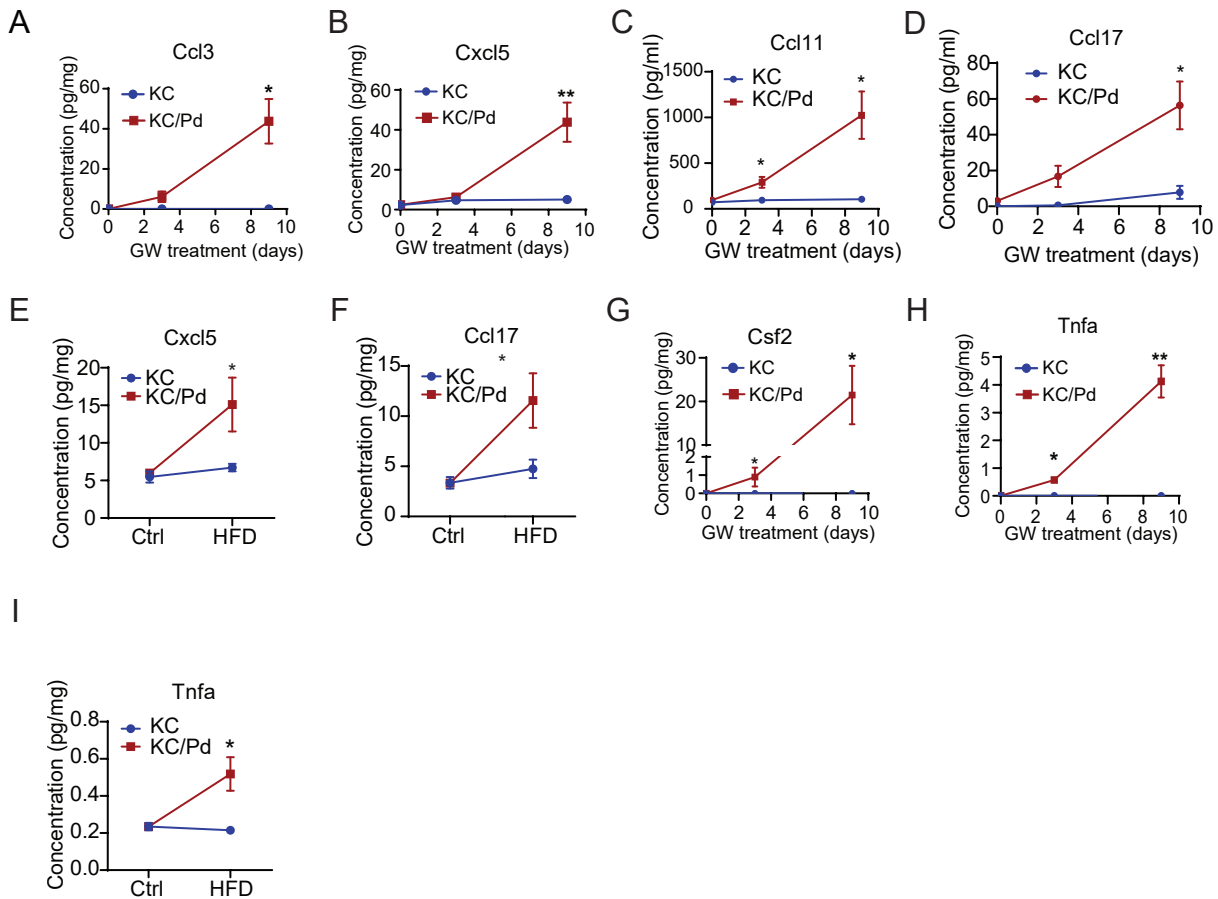 A
Ccl3
Concentration (pg/mg)
60
40
20
0
KC
KC/Pd
*
0 2 4 6 8 10
GW treatment (days)
B
Cxcl5
Concentration (pg/mg)
60
40
20
0
KC
KC/Pd
**
0 2 4 6 8 10
GW treatment (days)
C
Ccl11
Concentration (pg/ml)
1500
1000
500
0
KC
KC/Pd
*
*
0 2 4 6 8 10
GW treatment (days)
D
Ccl17
Concentration (pg/ml)
80
60
40
20
0
KC
KC/Pd
*
0 2 4 6 8 10
GW treatment (days)
E
Cxcl5
Concentration (pg/mg)
20
15
10
5
0
KC
KC/Pd
*
Ctrl HFD
F
Ccl17
Concentration (pg/mg)
15
10
5
0
KC
KC/Pd
*
Ctrl HFD
G
Csf2
Concentration (pg/mg)
30
20
10
2
1
0
KC
KC/Pd
*
*
0 2 4 6 8 10
GW treatment (days)
H
Tnfa
Concentration (pg/mg)
5
4
3
2
1
0
KC
KC/Pd
*
**
0 2 4 6 8 10
GW treatment (days)
I
Tnfa
Concentration (pg/mg)
0.8
0.6
0.4
0.2
0.0
KC
KC/Pd
*
Ctrl HFD